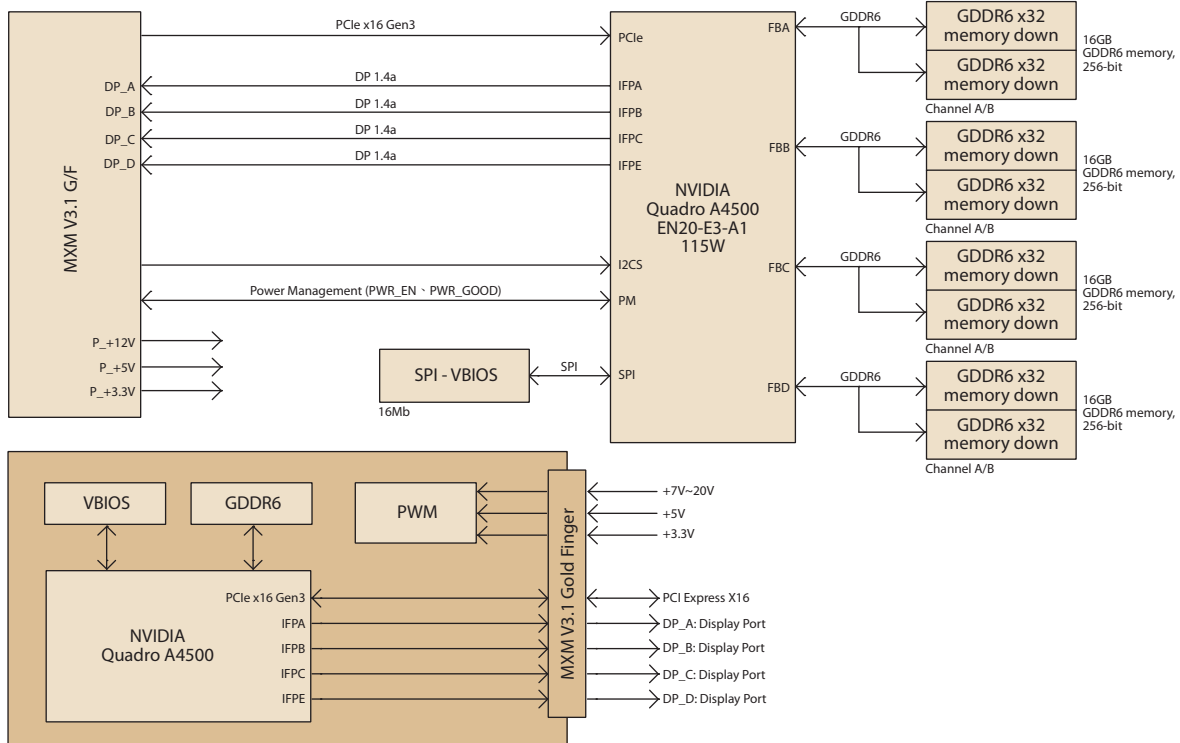 PCIe x16 Gen3
DP 1.4a
DP 1.4a
DP 1.4a
DP 1.4a
DP_A
DP_B
DP_C
DP_D
MXM V3.1 G/F
Power Management (PWR_EN、PWR_GOOD)
P_+12V
P_+5V
P_+3.3V
SPI - VBIOS
16Mb
SPI
PCIe
IFPA
IFPB
IFPC
IFPE
NVIDIA
Quadro A4500
EN20-E3-A1
115W
I2CS
PM
SPI
FBA
FBB
FBC
FBD
GDDR6
GDDR6 x32
memory down
GDDR6 x32
memory down
Channel A/B
16GB
GDDR6 memory,
256-bit
GDDR6
GDDR6 x32
memory down
GDDR6 x32
memory down
Channel A/B
16GB
GDDR6 memory,
256-bit
GDDR6
GDDR6 x32
memory down
GDDR6 x32
memory down
Channel A/B
16GB
GDDR6 memory,
256-bit
GDDR6
GDDR6 x32
memory down
GDDR6 x32
memory down
Channel A/B
16GB
GDDR6 memory,
256-bit
VBIOS
GDDR6
PWM
NVIDIA
Quadro A4500
PCIe x16 Gen3
IFPA
IFPB
IFPC
IFPE
MXM V3.1 Gold Finger
+7V~20V
+5V
+3.3V
PCI Express X16
DP_A: Display Port
DP_B: Display Port
DP_C: Display Port
DP_D: Display Port